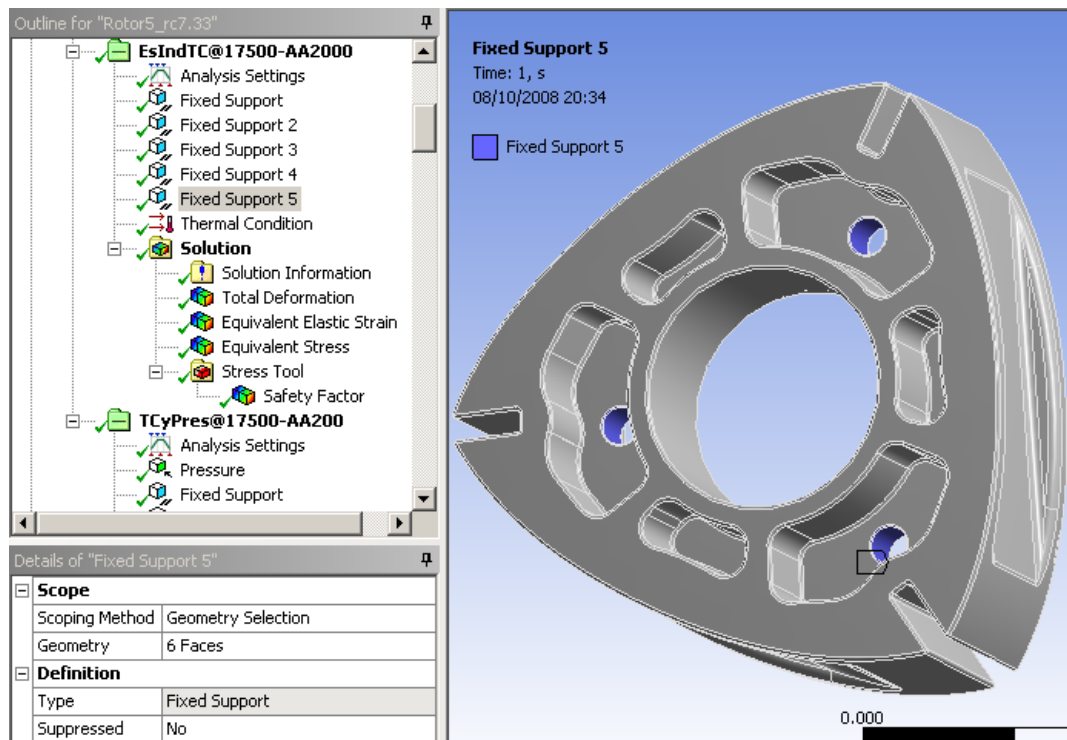 Outline for "Rotor5_rc7.33"
EsIndTC@17500-AA2000
Analysis Settings
Fixed Support
Fixed Support 2
Fixed Support 3
Fixed Support 4
Fixed Support 5
Thermal Condition
Solution
Solution Information
Total Deformation
Equivalent Elastic Strain
Equivalent Stress
Stress Tool
Safety Factor
TCyPres@17500-AA200
Analysis Settings
Pressure
Fixed Support
Details of "Fixed Support 5"
Scope
Scoping Method Geometry Selection
Geometry 6 Faces
Definition
Type Fixed Support
Suppressed No
Fixed Support 5
Time: 1, s
08/10/2008 20:34
Fixed Support 5
0.000